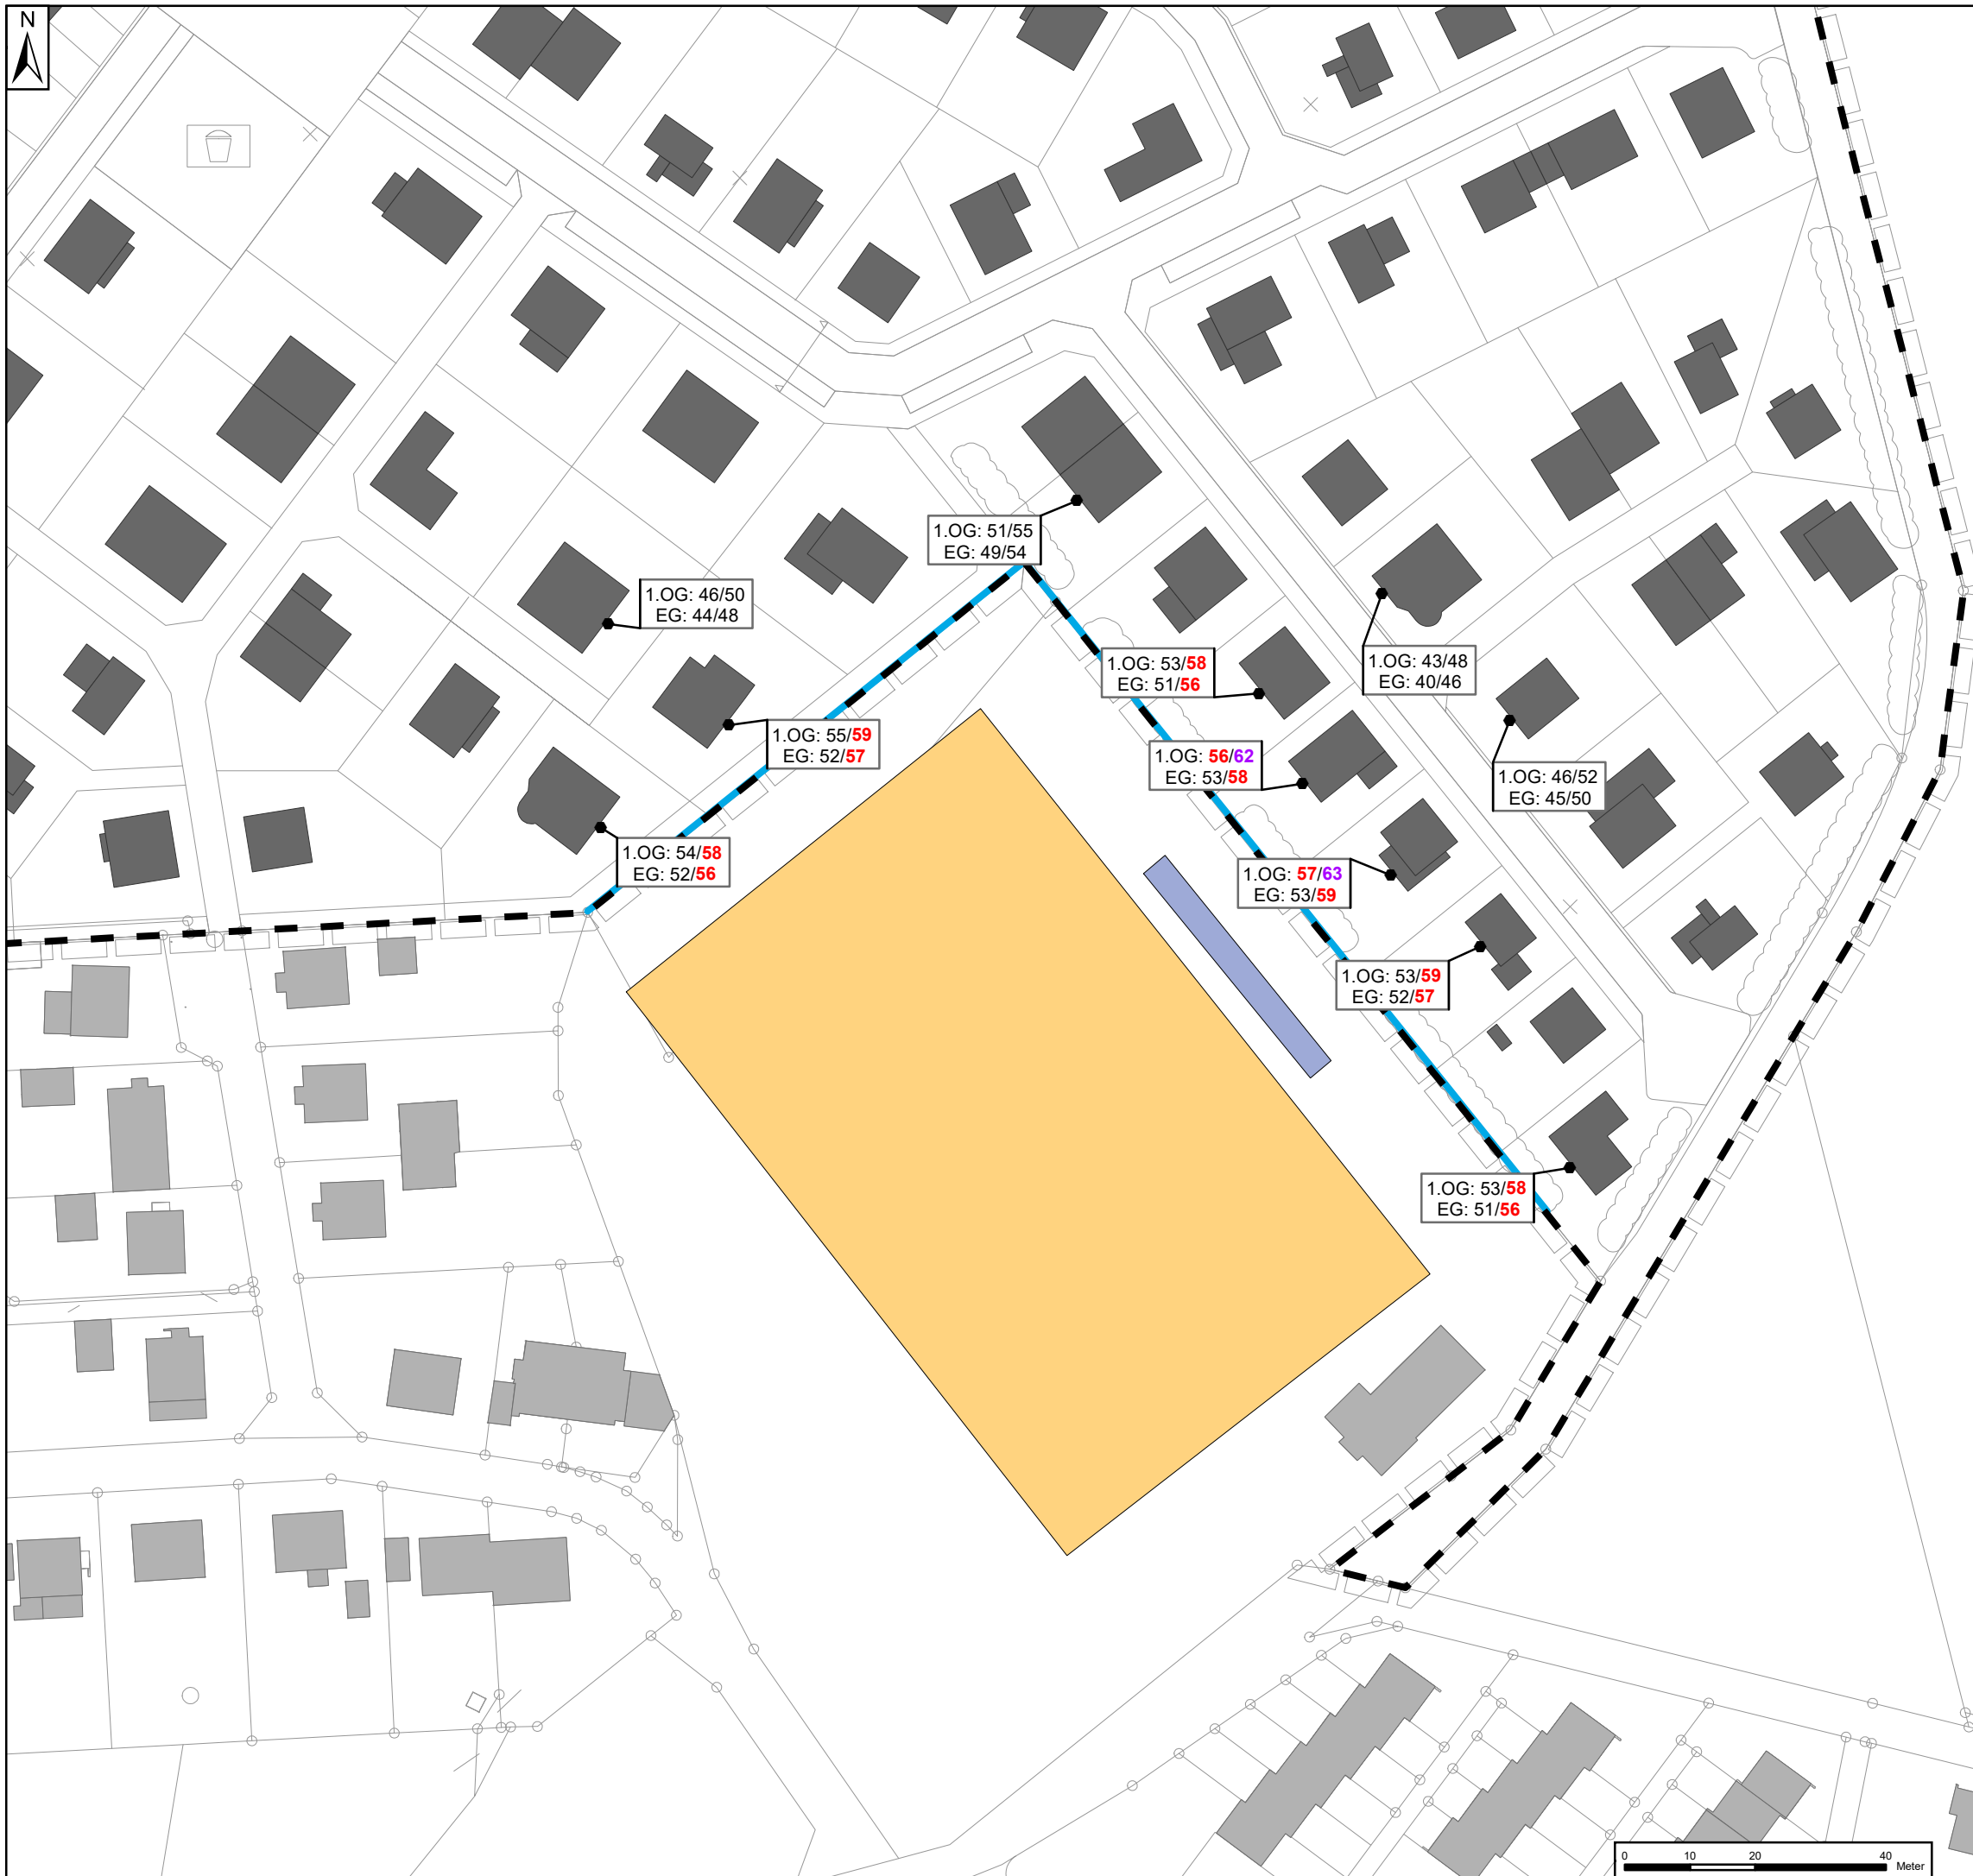 N
1.OG: 51/55
EG: 49/54
1.OG: 46/50
EG: 44/48
1.OG: 53/58
EG: 51/56
1.OG: 43/48
EG: 40/46
1.OG: 55/59
EG: 52/57
1.OG: 56/62
EG: 53/58
1.OG: 46/52
EG: 45/50
1.OG: 54/58
EG: 52/56
1.OG: 57/63
EG: 53/59
1.OG: 53/59
EG: 52/57
1.OG: 53/58
EG: 51/56
0 10 20 40
Meter